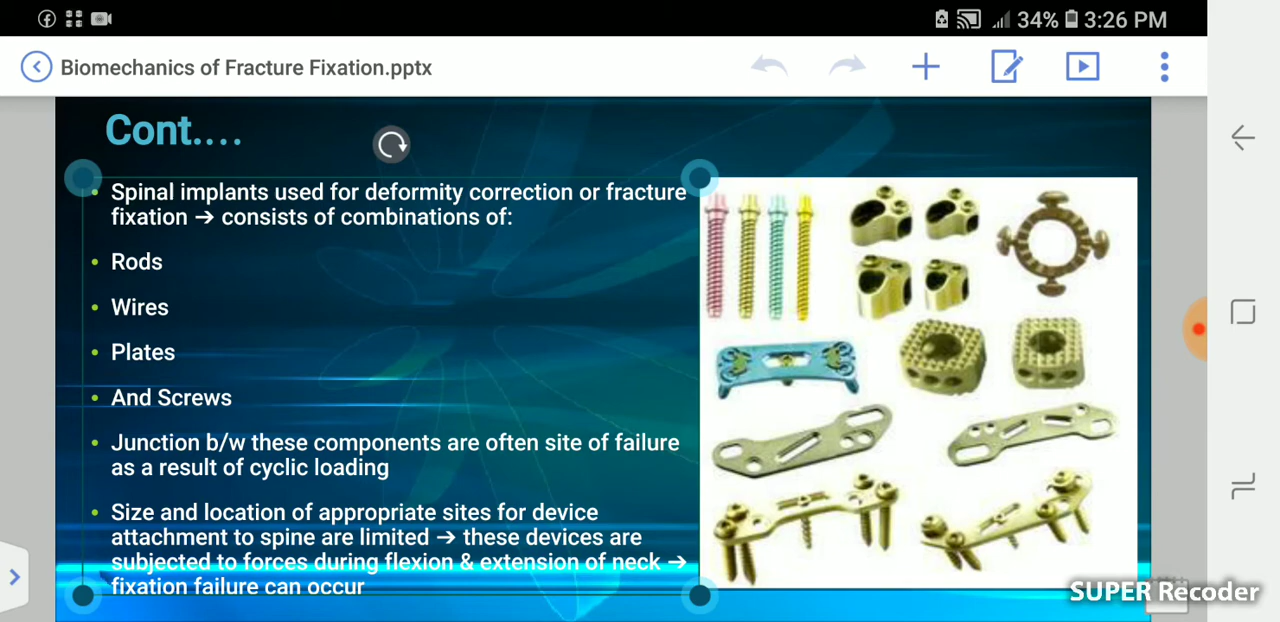 34% 3:26 PM
Biomechanics of Fracture Fixation.pptx
Cont....
• Spinal implants used for deformity correction or fracture
fixation → consists of combinations of:
• Rods
• Wires
• Plates
• And Screws
• Junction b/w these components are often site of failure
as a result of cyclic loading
• Size and location of appropriate sites for device
attachment to spine are limited → these devices are
subjected to forces during flexion & extension of neck →
fixation failure can occur
SUPER Recoder